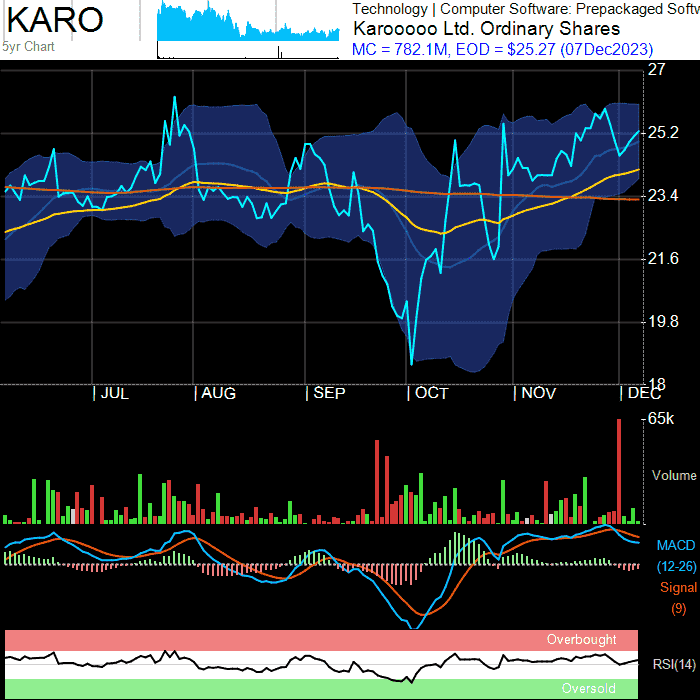 KARO
5yr Chart
Technology | Computer Software: Prepackaged Softw
Karooooo Ltd. Ordinary Shares
MC = 782.1M, EOD = $25.27 (07Dec2023)
27
25.2
23.4
21.6
19.8
18
JUL AUG SEP OCT NOV DEC
65k
Volume
MACD
(12-26)
Signal
(9)
Overbought
RSI(14)
Oversold